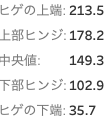 ヒゲの上端: 213.5
上部ヒンジ: 178.2
中央値: 149.3
下部ヒンジ: 102.9
ヒゲの下端: 35.7